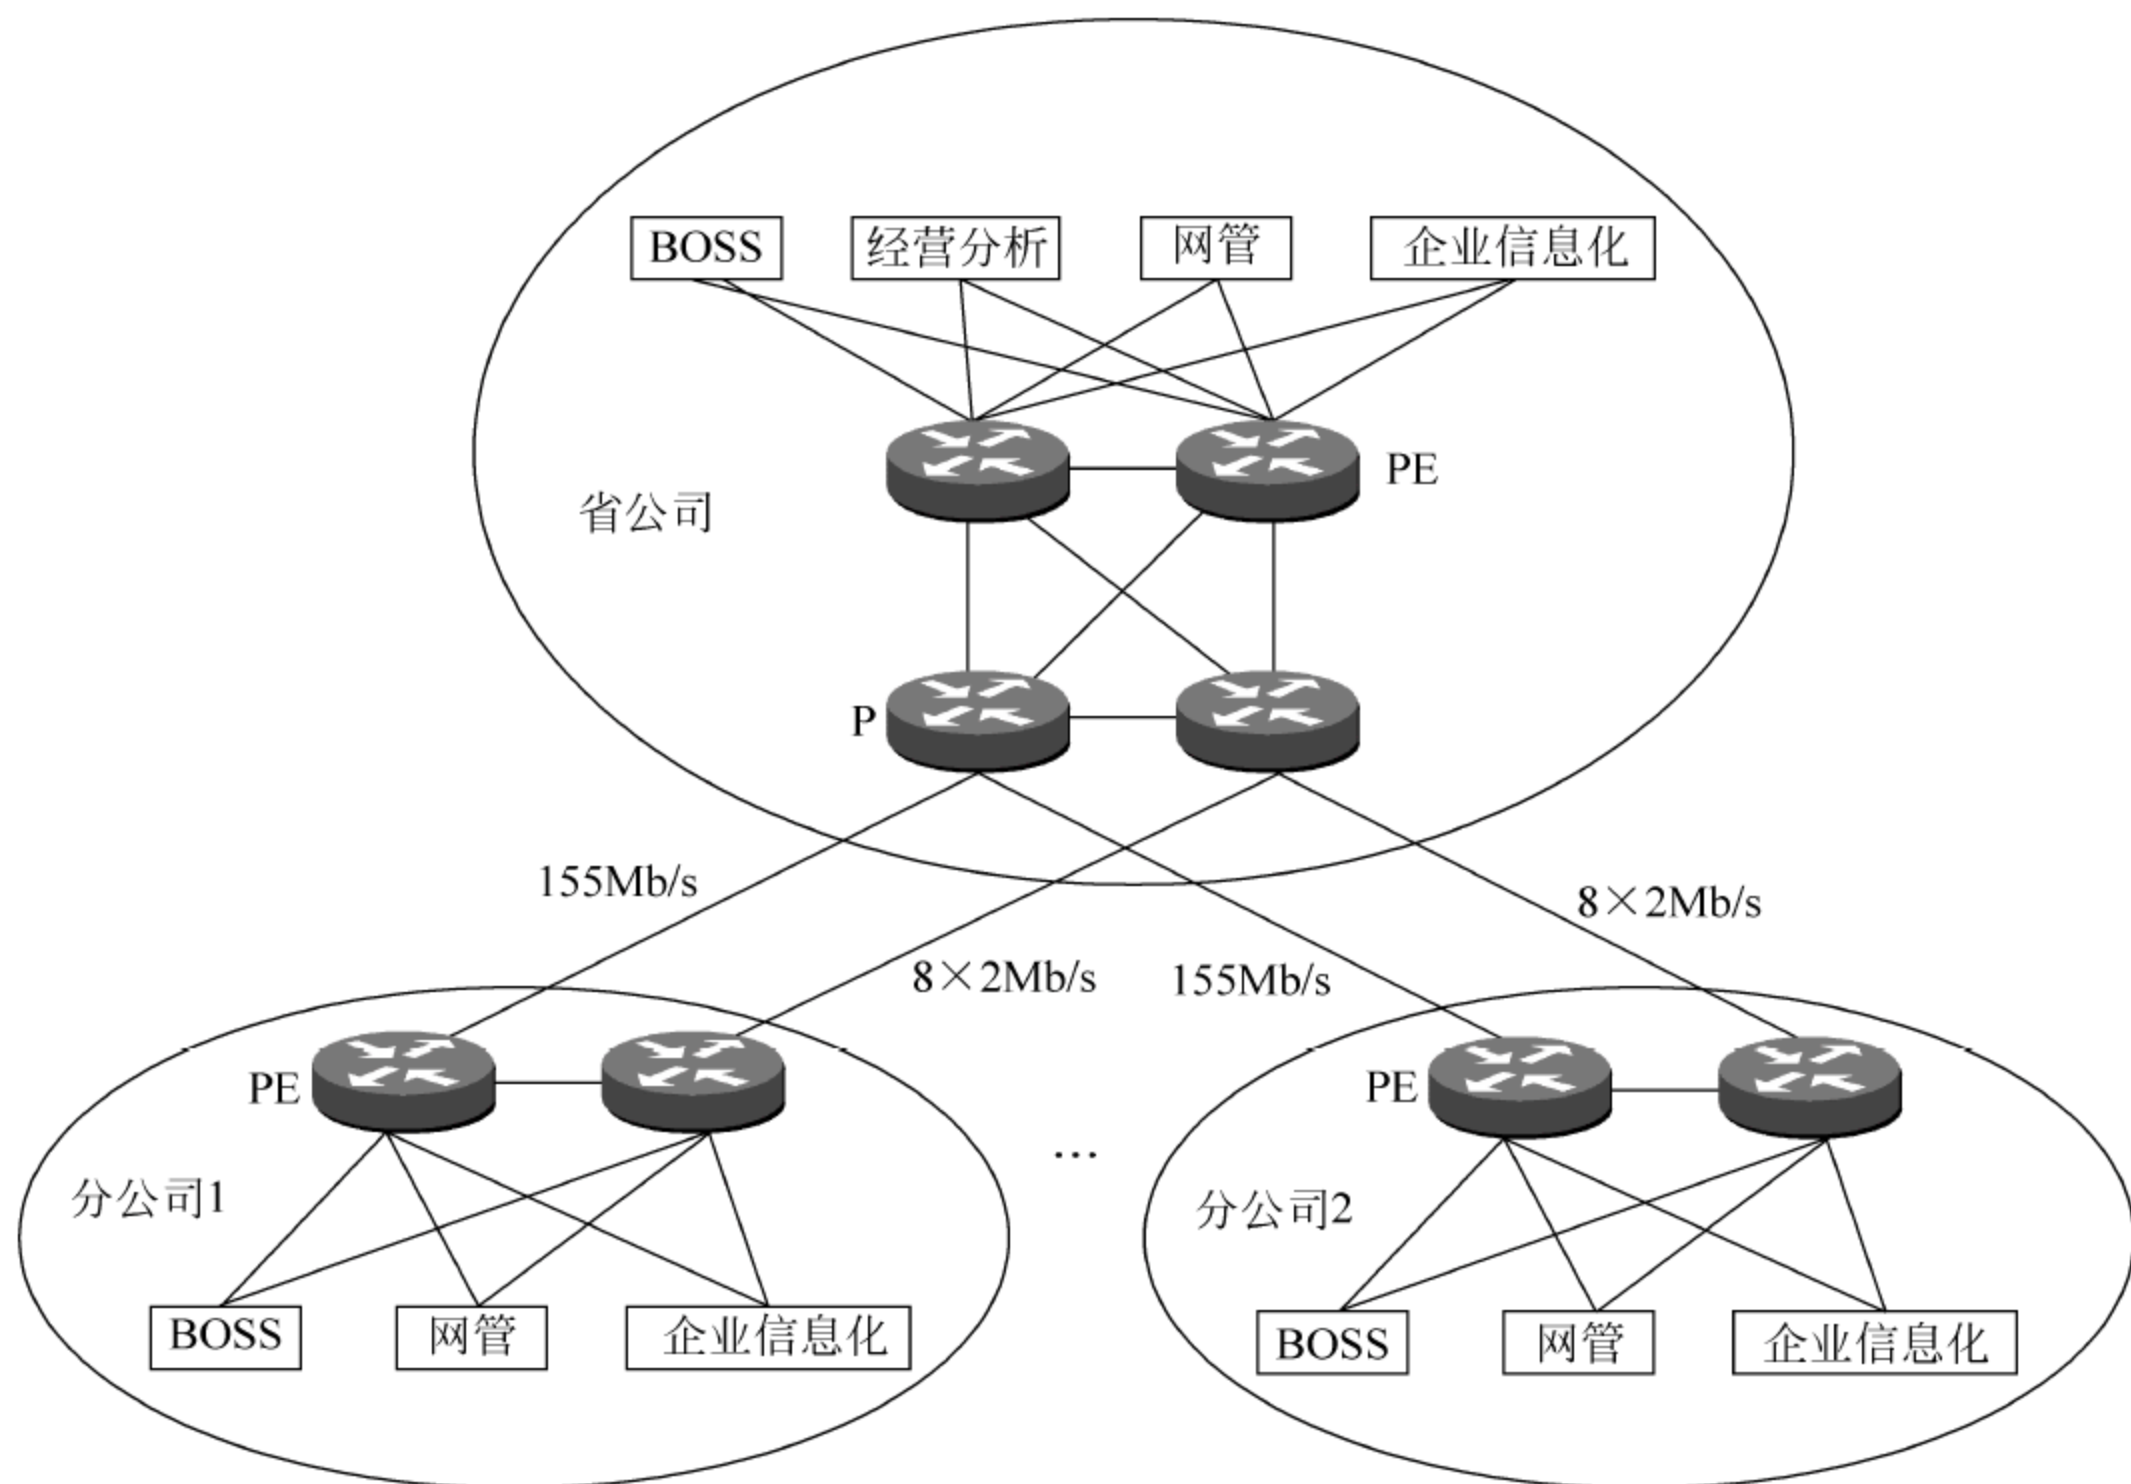 BOSS
经营分析
网管
企业信息化
PE
省公司
P
155Mb/s
8×2Mb/s
8×2Mb/s
155Mb/s
PE
PE
...
分公司1
分公司2
BOSS
网管
企业信息化
BOSS
网管
企业信息化